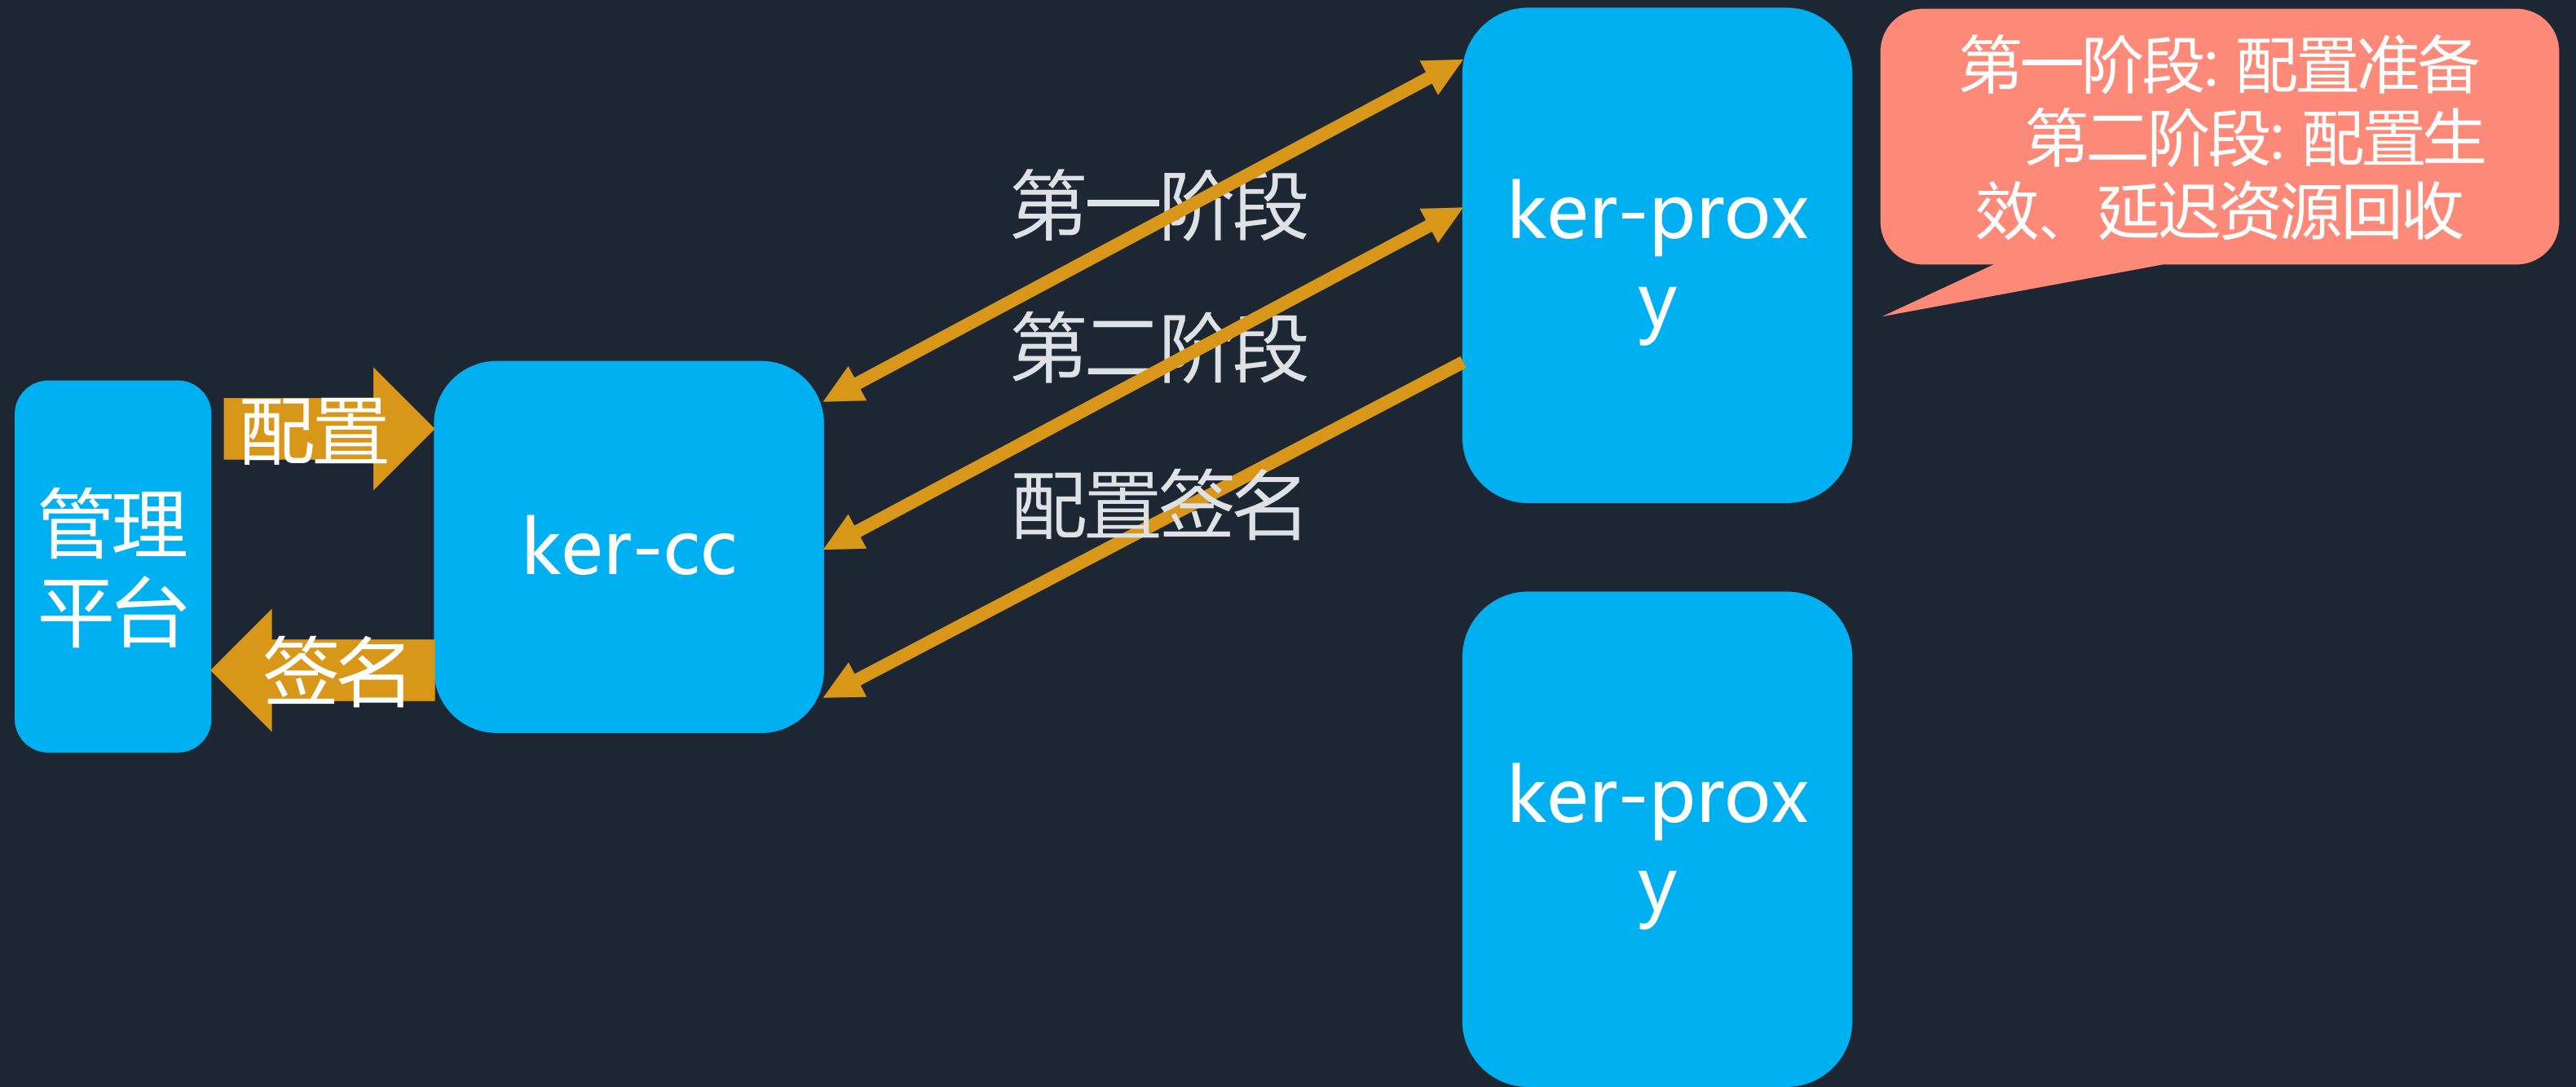 管理
平台
配置
签名
ker-cc
第一阶段
第二阶段
配置签名
ker-prox
y
第一阶段: 配置准备
第二阶段: 配置生
效、延迟资源回收
ker-prox
y